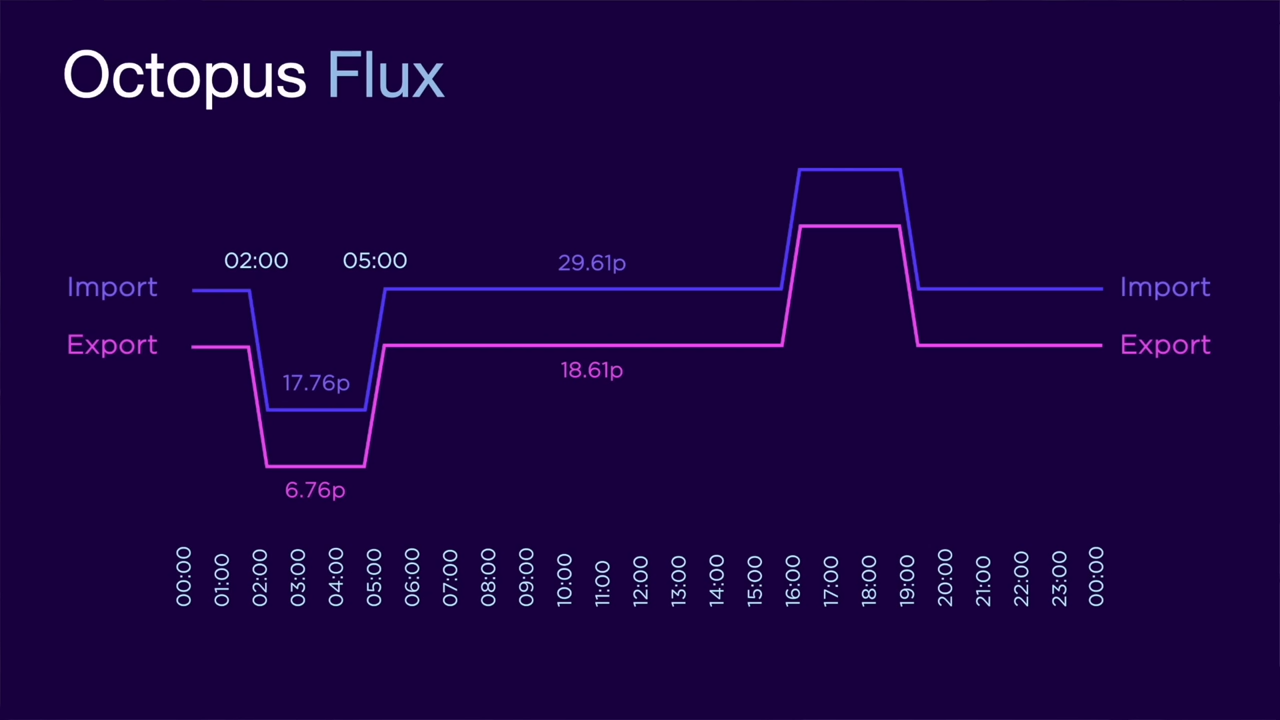 Octopus Flux
02:00 05:00 29.61p
Import Import
Export Export
17.76p 18.61p
6.76p
00:00 01:00 02:00 03:00 04:00 05:00 06:00 07:00 08:00 09:00 10:00 11:00 12:00 13:00 14:00 15:00 16:00 17:00 18:00 19:00 20:00 21:00 22:00 23:00 00:00